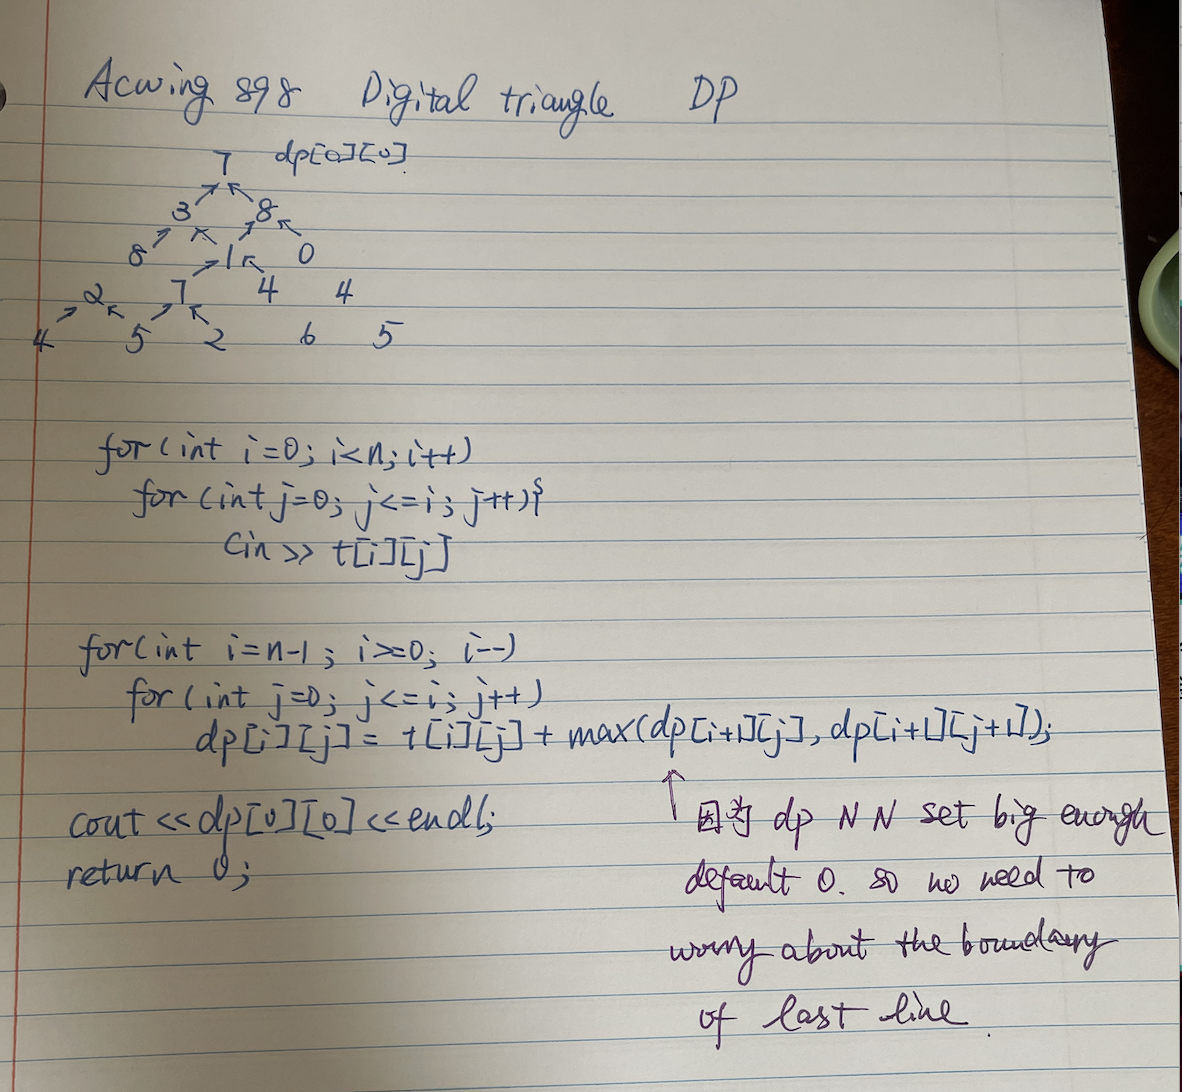 Acwing 898 Digital triangle DP
7 dp[0][0].
3 8
8 1 0
2 7 4 4
4 5 2 6 5
for(int i=0; i<n; i++)
for(int j=0; j<=i; j++){
cin >> t[i][j]
for(int i=n-1; i>=0; i--)
for(int j=0; j<=i; j++)
dp[i][j] = t[i][j] + max(dp[i+1][j], dp[i+1][j+1]);
cout << dp[0][0] << endl;
return 0;
↑ 因为 dp N N set big enough
default 0. so no need to
worry about the boundary
of last line.